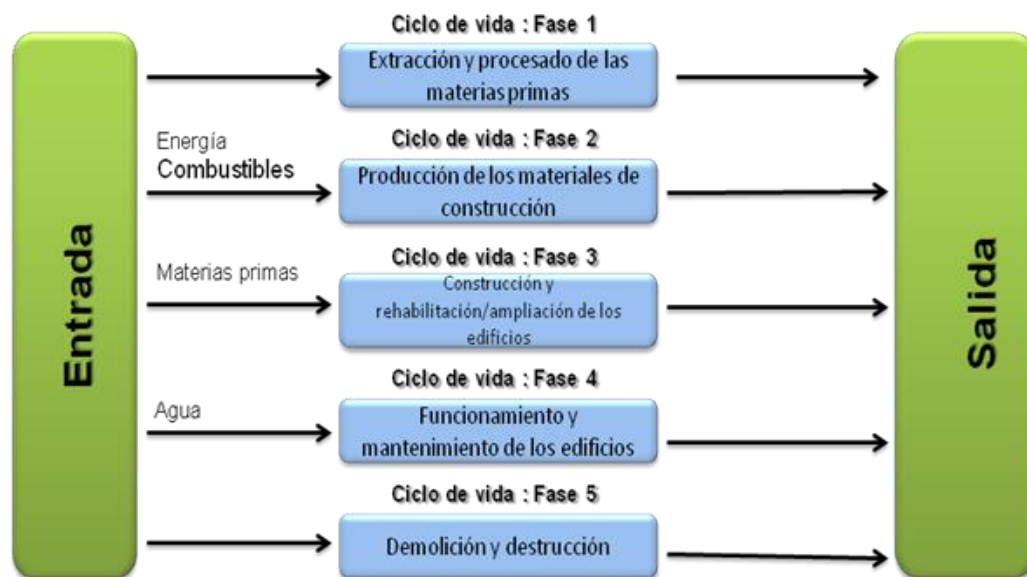 Entrada
Ciclo de vida : Fase 1
Extracción y procesado de las
materias primas
Energía
Combustibles
Ciclo de vida : Fase 2
Producción de los materiales de
construcción
Materias primas
Ciclo de vida : Fase 3
Construcción y
rehabilitación/ampliación de los
edificios
Agua
Ciclo de vida : Fase 4
Funcionamiento y
mantenimiento de los edificios
Ciclo de vida : Fase 5
Demolición y destrucción
Salida